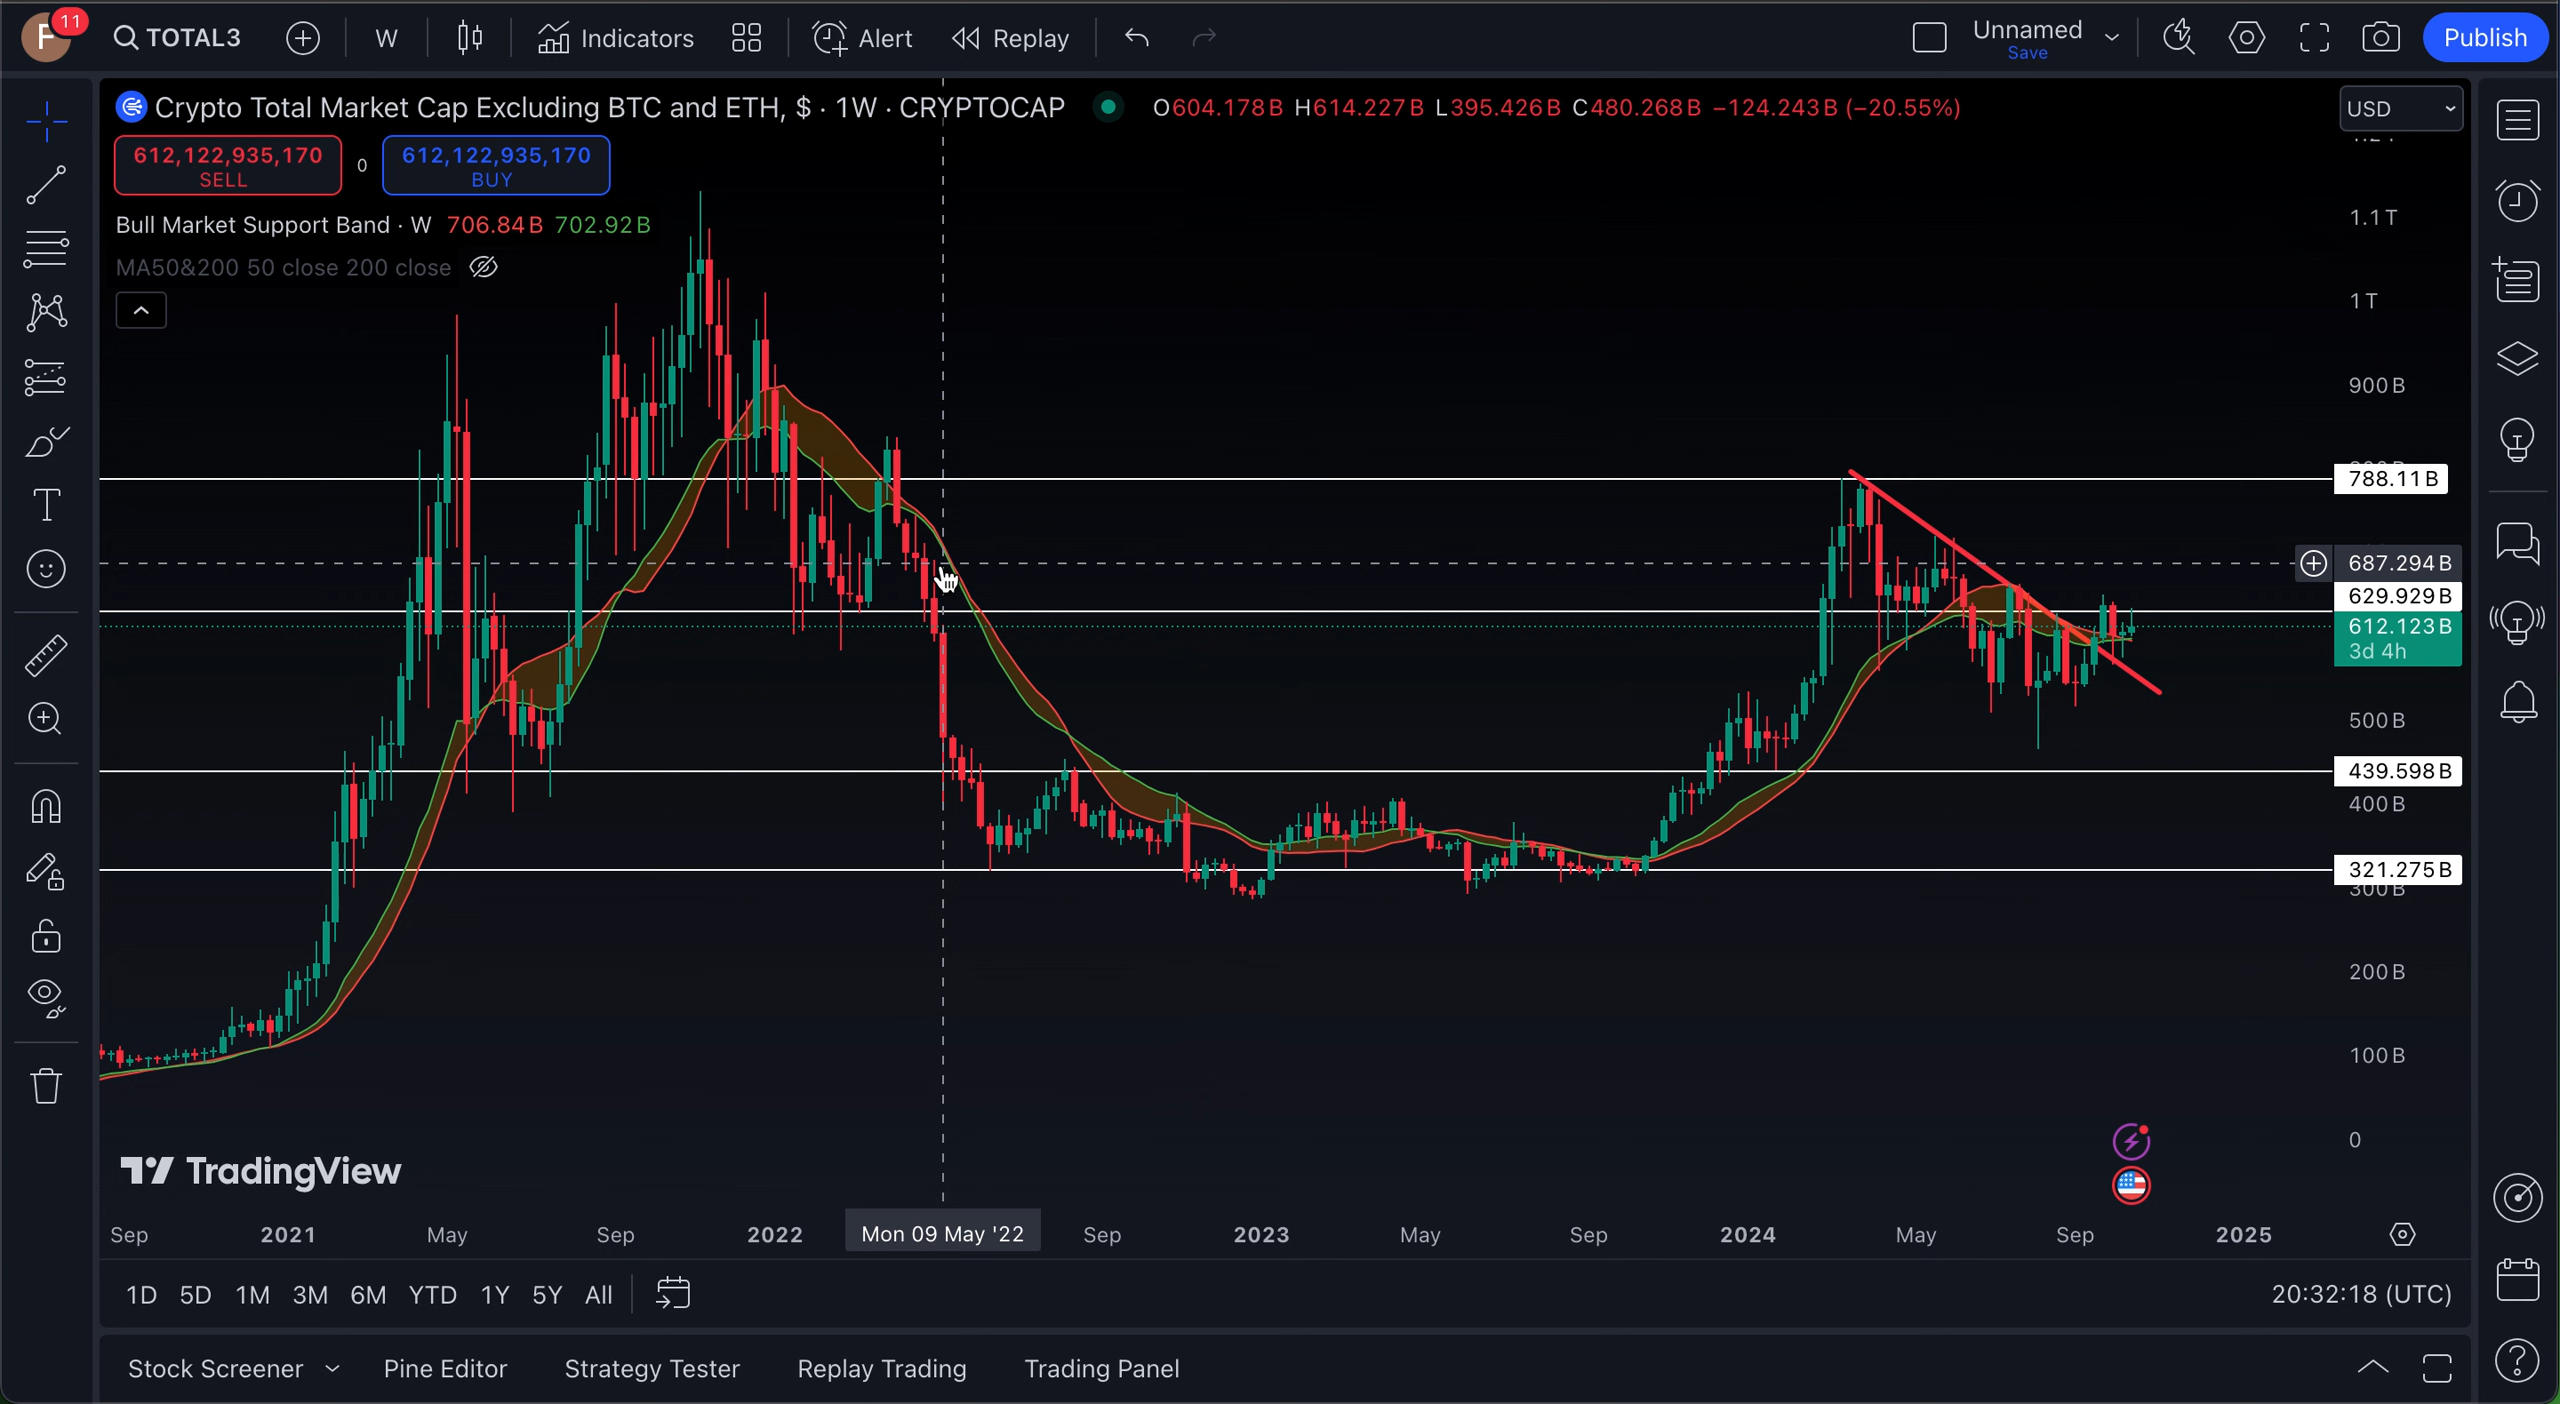 F 11 TOTAL3 W Indicators Alert Replay Unnamed Save Publish
Crypto Total Market Cap Excluding BTC and ETH, $ · 1W · CRYPTOCAP O604.178B H614.227B L395.426B C480.268B −124.243B (−20.55%) USD
612,122,935,170 SELL 0 612,122,935,170 BUY
Bull Market Support Band · W 706.84B 702.92B
MA50&200 50 close 200 close
1.1T
1T
900B
788.11B
687.294B
629.929B
612.123B
3d 4h
500B
439.598B
400B
321.275B
300B
200B
100B
0
TradingView
Sep 2021 May Sep 2022 Mon 09 May '22 Sep 2023 May Sep 2024 May Sep 2025
1D 5D 1M 3M 6M YTD 1Y 5Y All 20:32:18 (UTC)
Stock Screener Pine Editor Strategy Tester Replay Trading Trading Panel